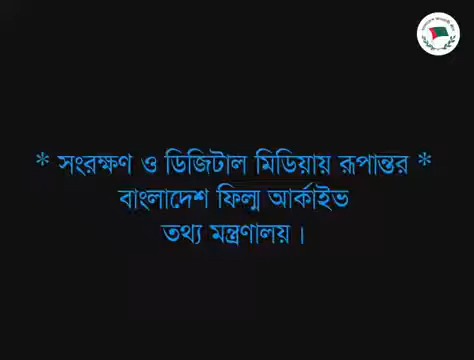 * সংরক্ষণ ও ডিজিটাল মিডিয়ায় রূপান্তর *
বাংলাদেশ ফিল্ম আর্কাইভ
তথ্য মন্ত্রণালয়।